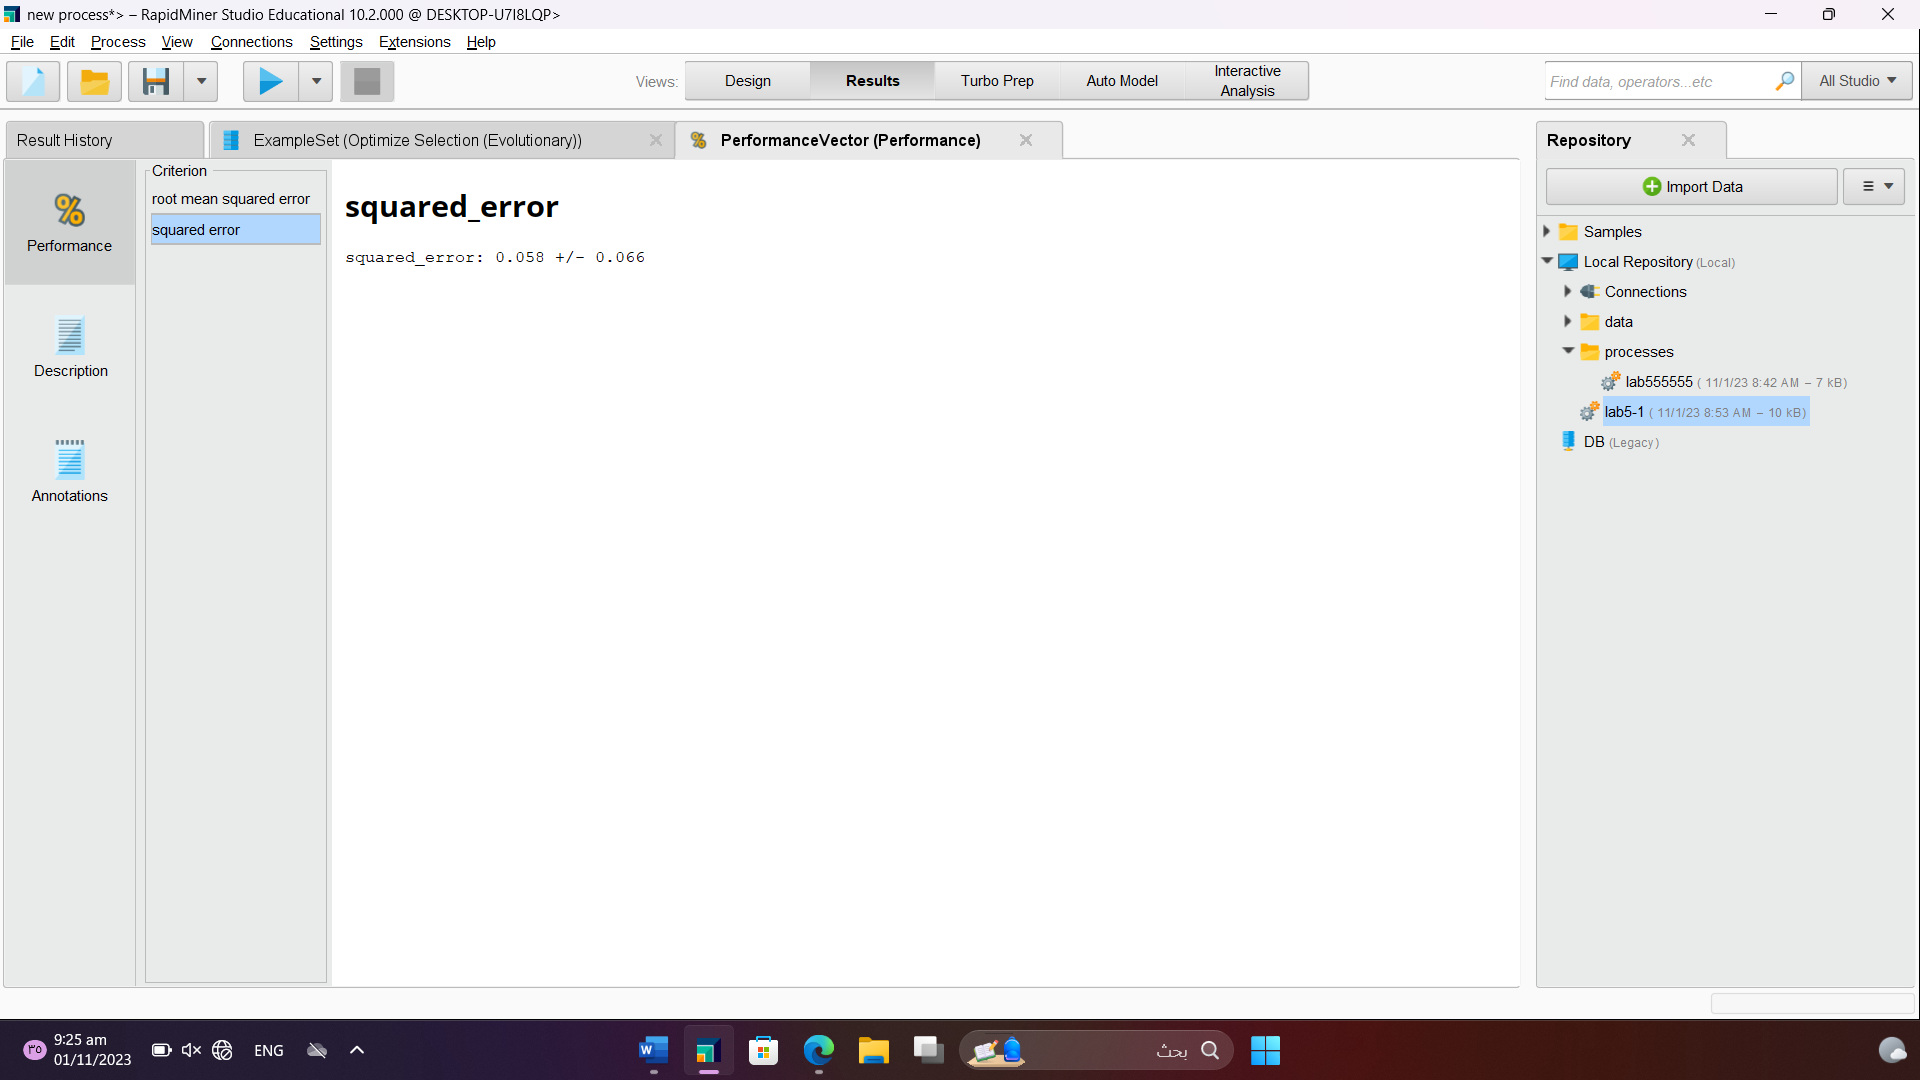 new process*> – RapidMiner Studio Educational 10.2.000 @ DESKTOP-U7I8LQP>
File Edit Process View Connections Settings Extensions Help
Views: Design Results Turbo Prep Auto Model Interactive Analysis
Find data, operators...etc
All Studio
Result History
ExampleSet (Optimize Selection (Evolutionary))
PerformanceVector (Performance)
Repository
Performance
Description
Annotations
Criterion
root mean squared error
squared error
squared_error
squared_error: 0.058 +/- 0.066
Import Data
Samples
Local Repository (Local)
Connections
data
processes
lab555555 ( 11/1/23 8:42 AM – 7 kB)
lab5-1 ( 11/1/23 8:53 AM – 10 kB)
DB (Legacy)
٣٥
9:25 am
01/11/2023
ENG
بحث